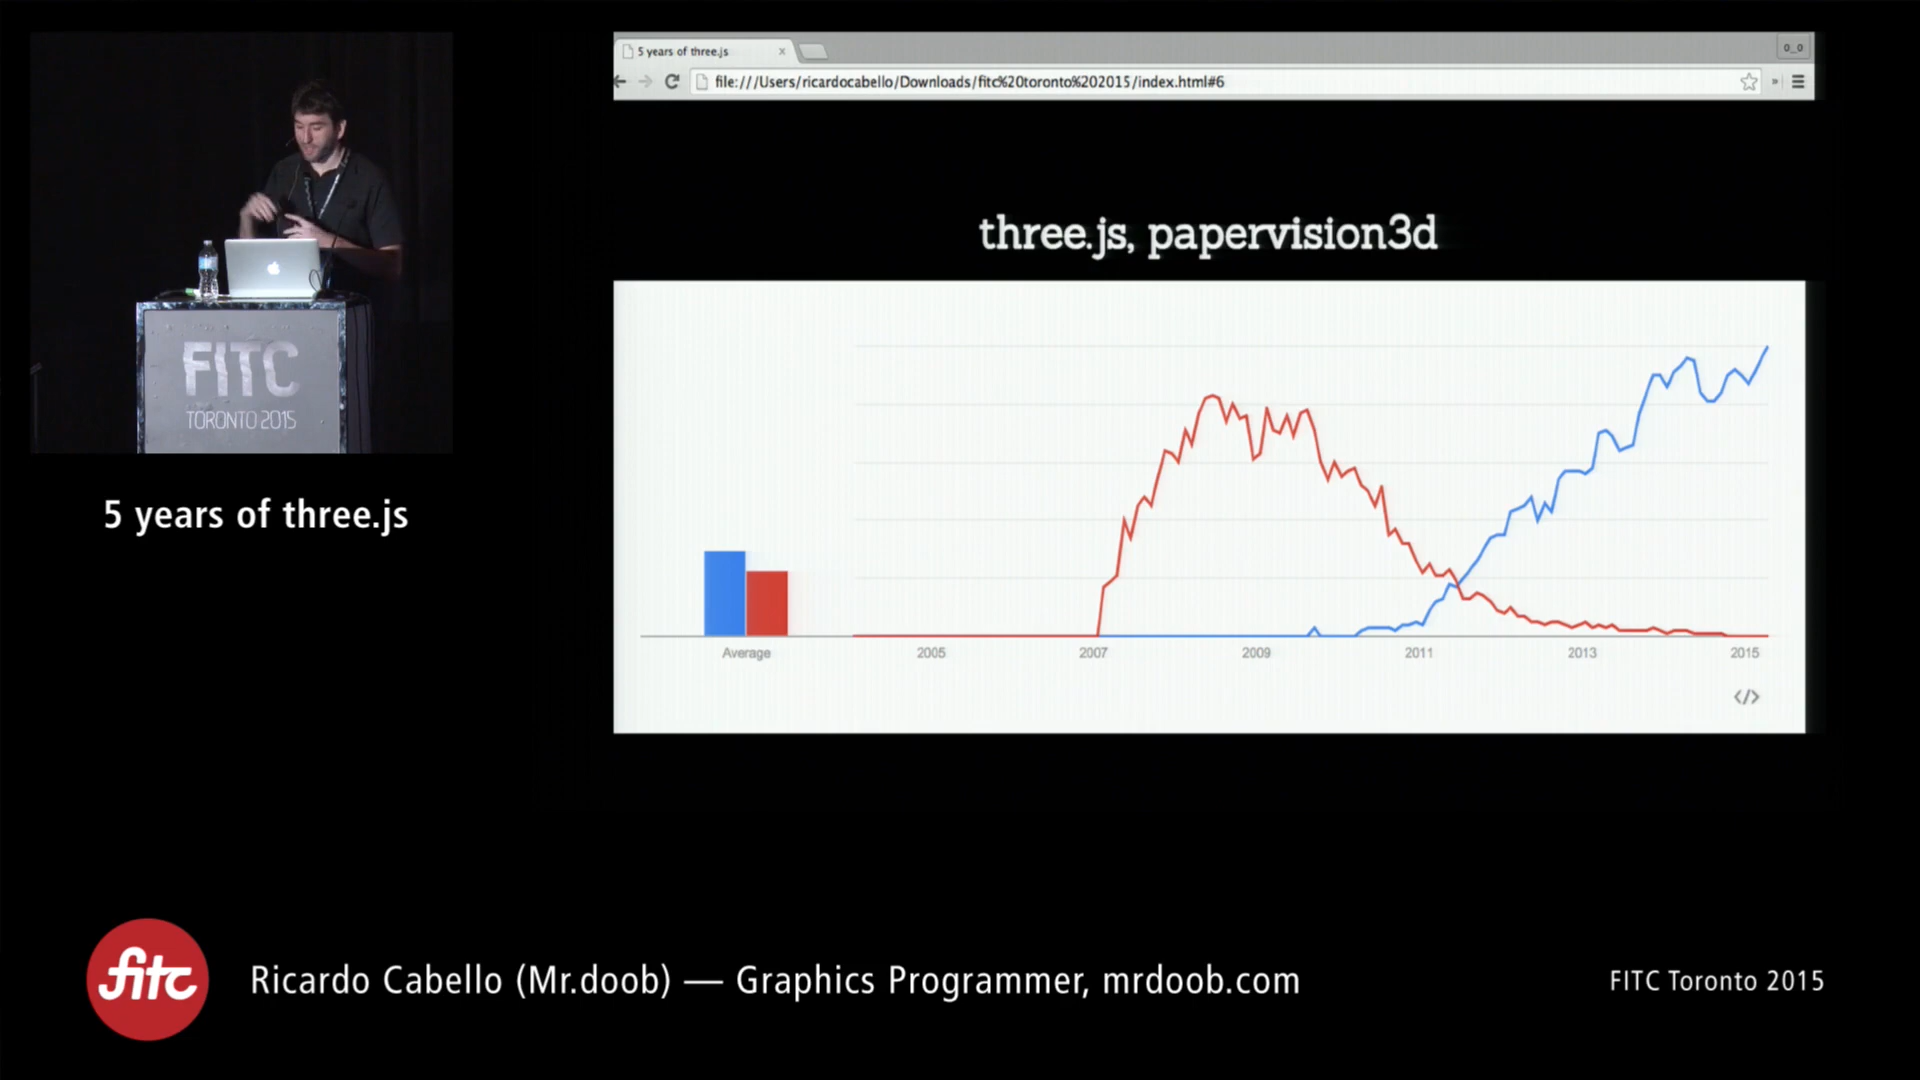 5 years of three.js
0_0
file:///Users/ricardocabello/Downloads/fitc%20toronto%202015/index.html#6
three.js, papervision3d
FITC
TORONTO 2015
5 years of three.js
Average
2005
2007
2009
2011
2013
2015
</>
fitc
Ricardo Cabello (Mr.doob) — Graphics Programmer, mrdoob.com
FITC Toronto 2015